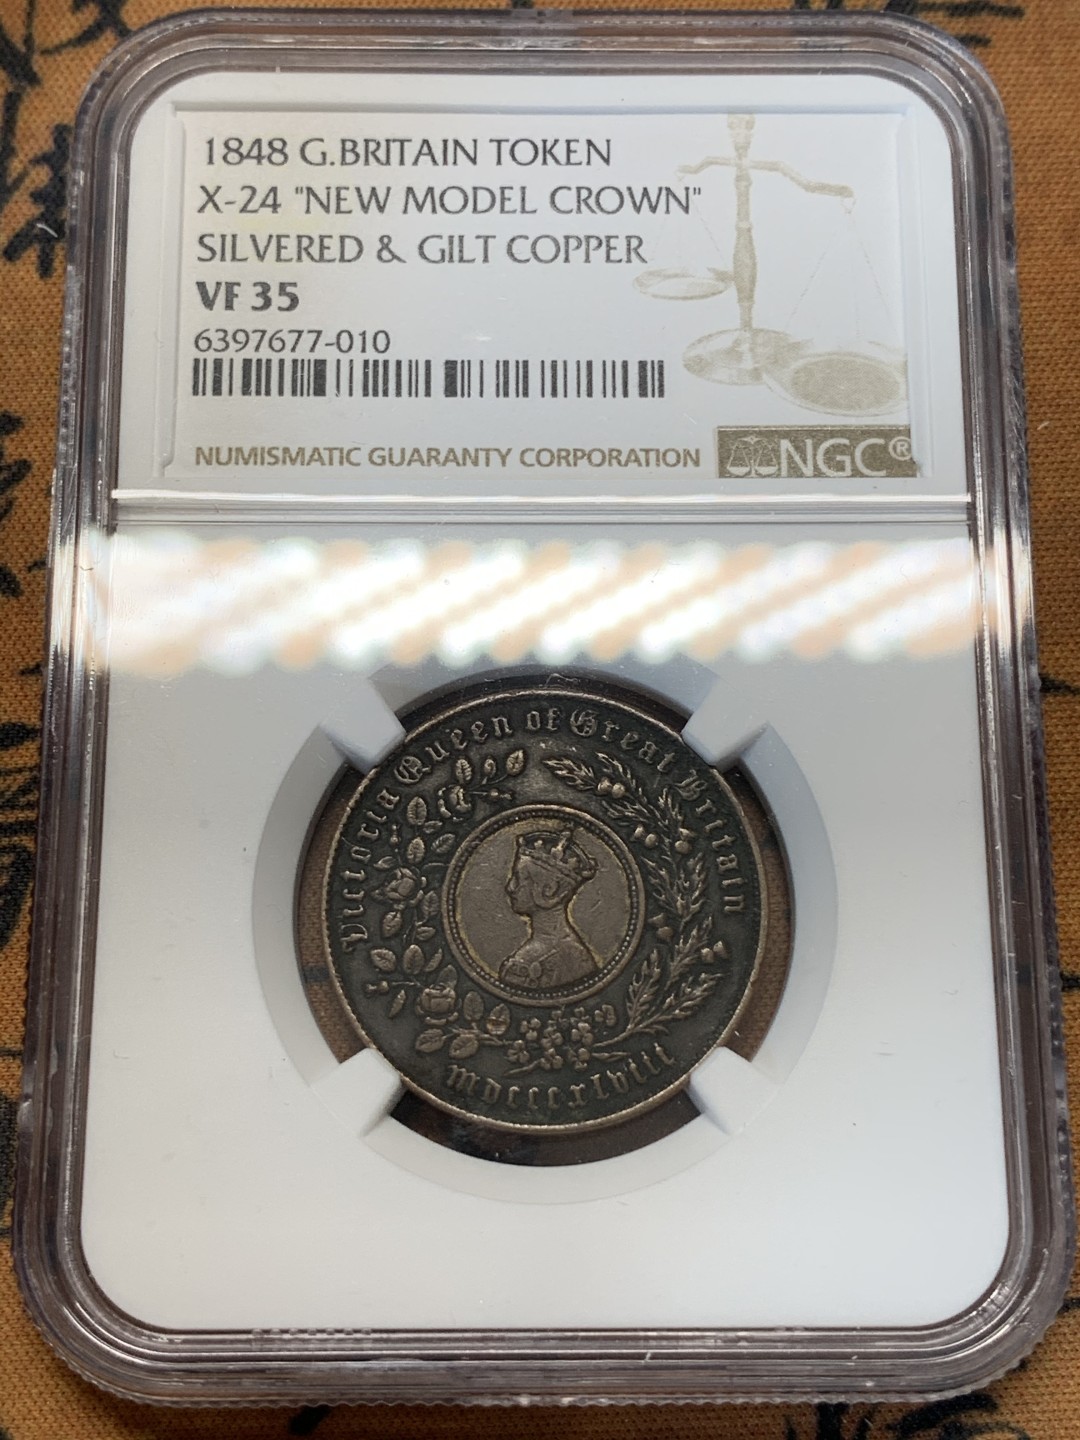 1848 G.BRITAIN TOKEN
X-24 "NEW MODEL CROWN"
SILVERED & GILT COPPER
VF 35
6397677-010
NUMISMATIC GUARANTY CORPORATION
NGC®
Victoria Queen of Great Britain
mdcccxlviii